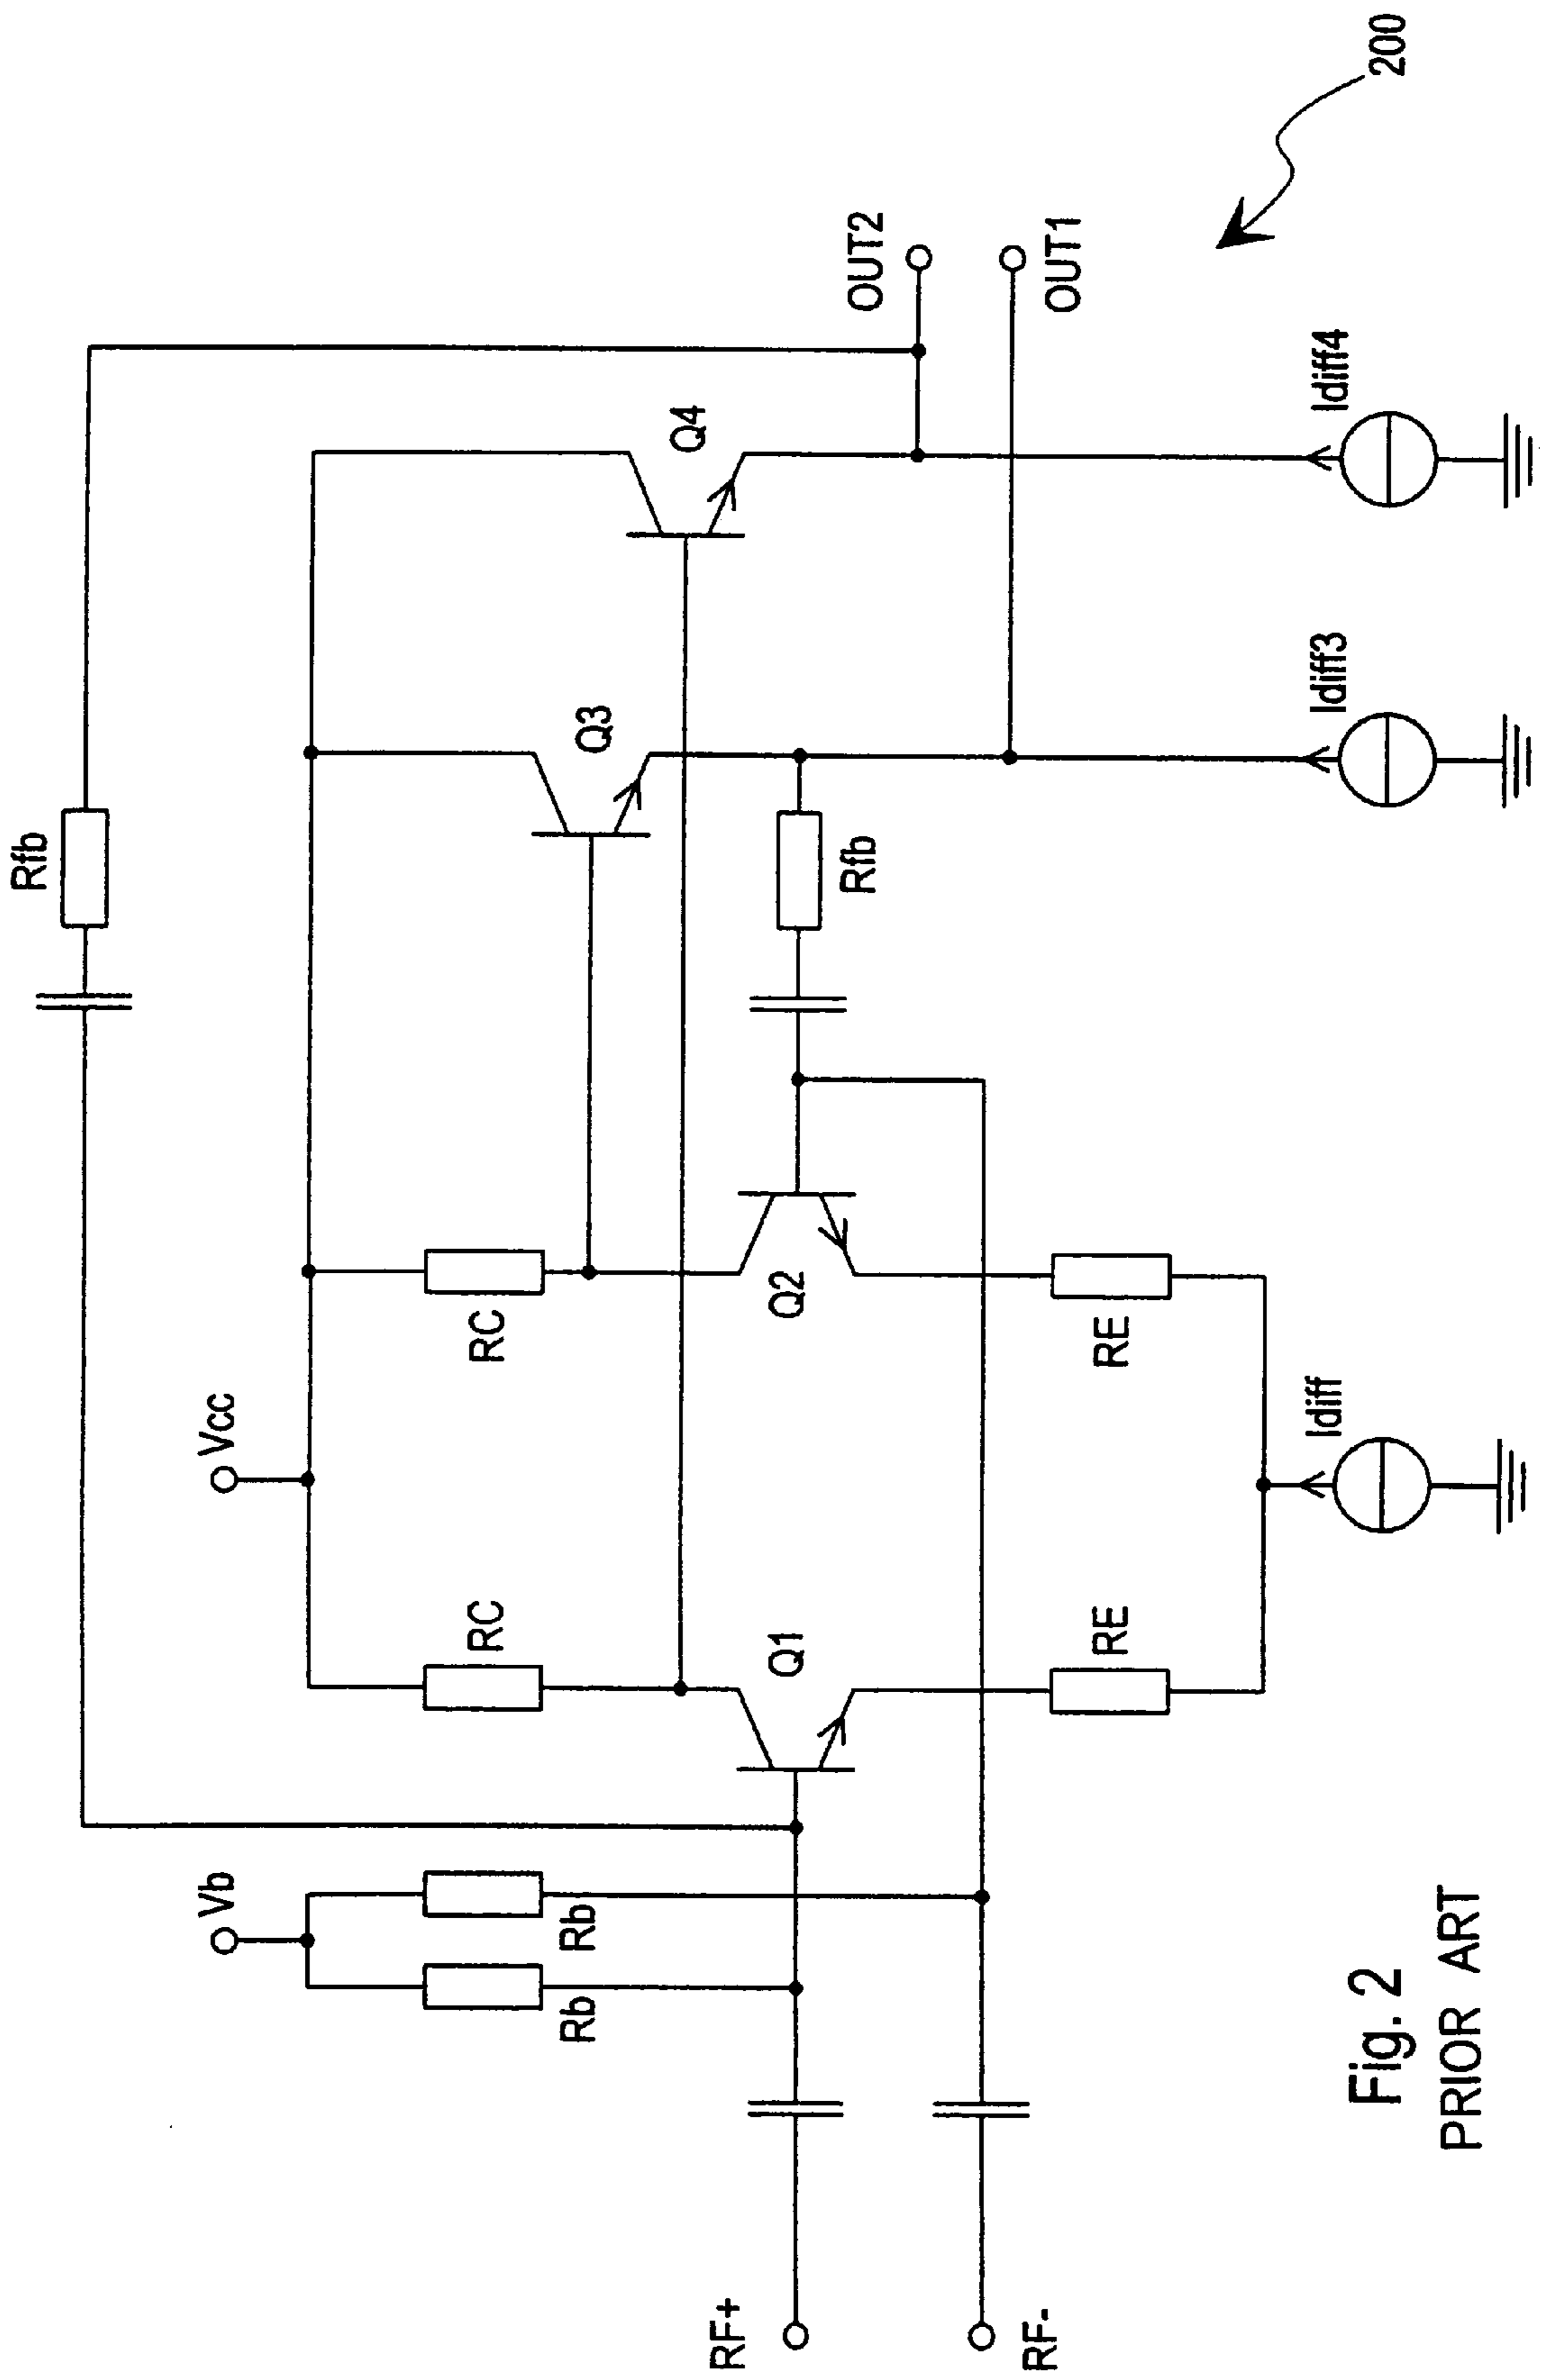 Rfb
Vb
Vcc
Rb
Rb
RC
RC
Q3
Q4
RF+
Q1
Q2
Rfb
OUT2
RF-
OUT1
RE
RE
Idiff
Idiff3
Idiff4
200
Fig. 2
PRIOR ART